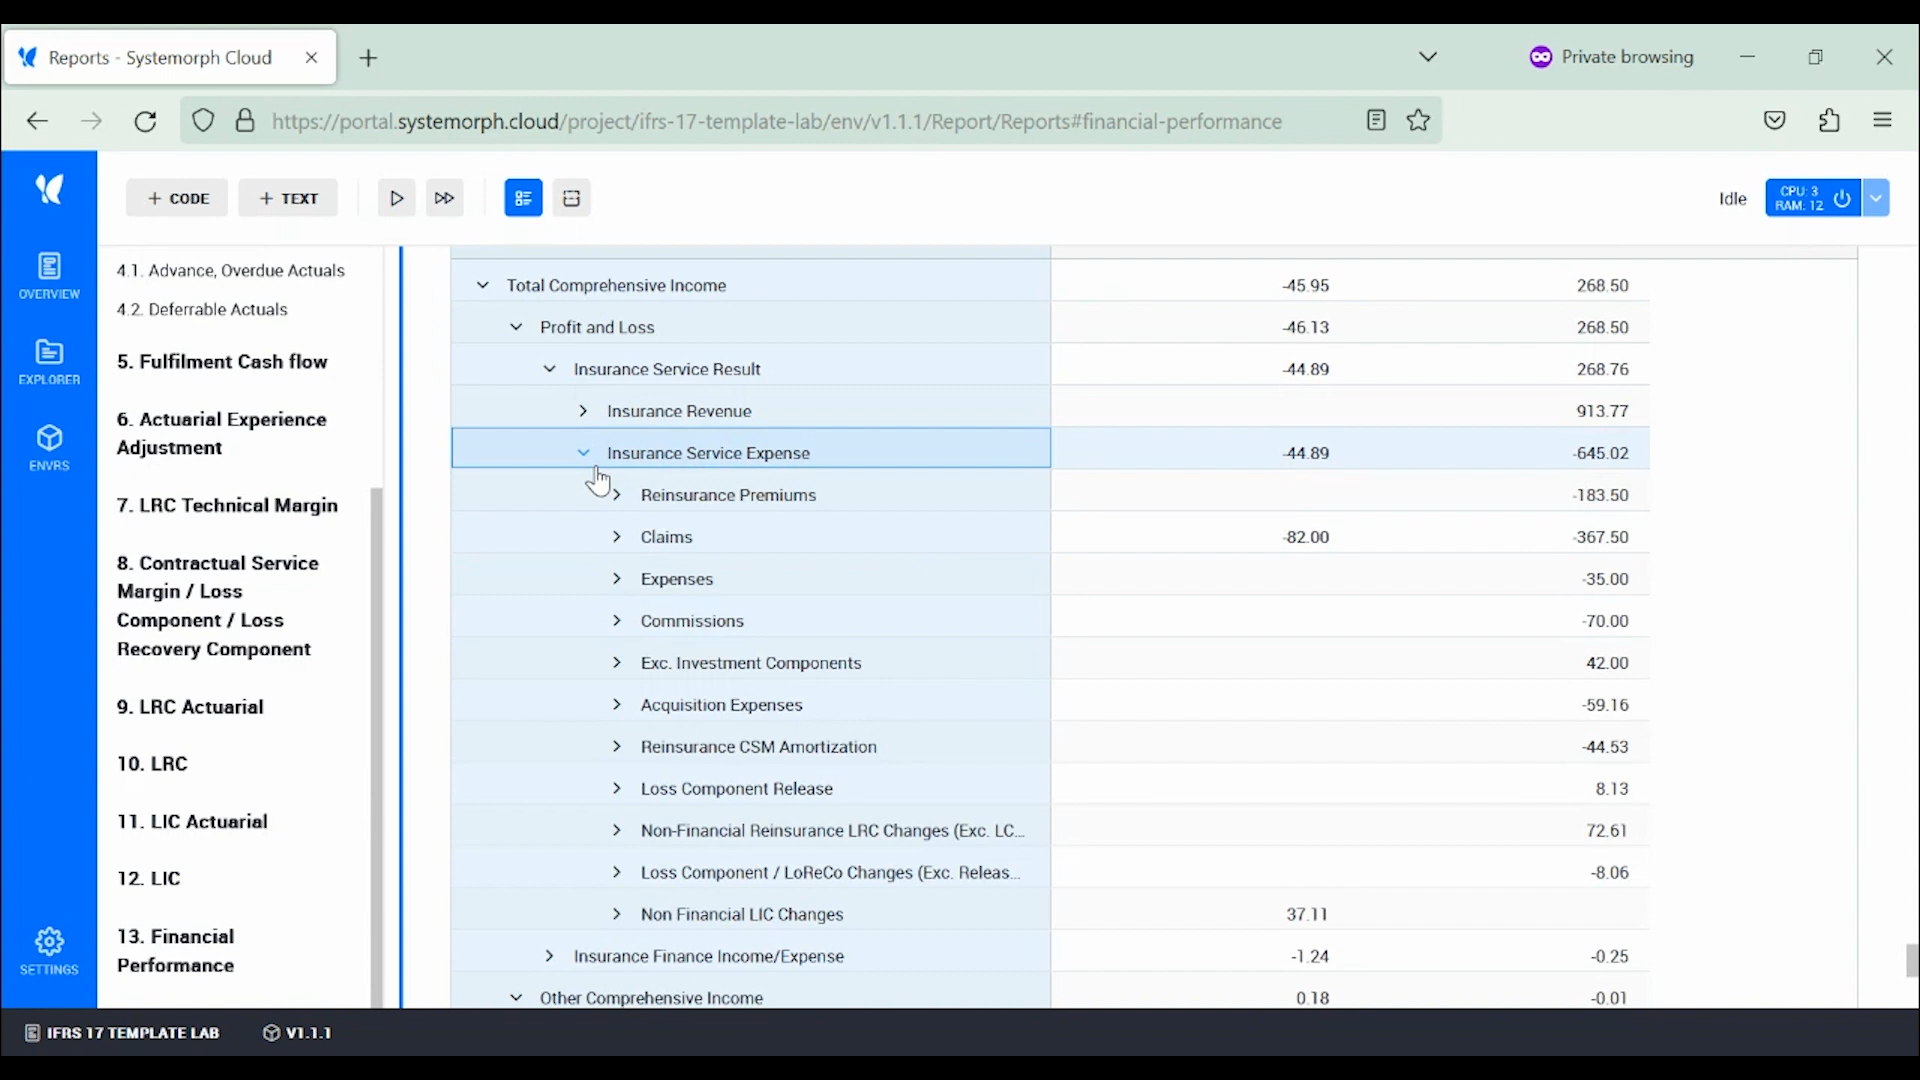 Reports - Systemorph Cloud
Private browsing
https://portal.systemorph.cloud/project/ifrs-17-template-lab/env/v1.1.1/Report/Reports#financial-performance
+ CODE
+ TEXT
Idle
CPU: 3
RAM: 12
OVERVIEW
EXPLORER
ENVRS
SETTINGS
4.1. Advance, Overdue Actuals
4.2. Deferrable Actuals
5. Fulfilment Cash flow
6. Actuarial Experience
Adjustment
7. LRC Technical Margin
8. Contractual Service
Margin / Loss
Component / Loss
Recovery Component
9. LRC Actuarial
10. LRC
11. LIC Actuarial
12. LIC
13. Financial
Performance
Total Comprehensive Income -45.95 268.50
Profit and Loss -46.13 268.50
Insurance Service Result -44.89 268.76
Insurance Revenue 913.77
Insurance Service Expense -44.89 -645.02
Reinsurance Premiums -183.50
Claims -82.00 -367.50
Expenses -35.00
Commissions -70.00
Exc. Investment Components 42.00
Acquisition Expenses -59.16
Reinsurance CSM Amortization -44.53
Loss Component Release 8.13
Non-Financial Reinsurance LRC Changes (Exc. LC... 72.61
Loss Component / LoReCo Changes (Exc. Releas... -8.06
Non Financial LIC Changes 37.11
Insurance Finance Income/Expense -1.24 -0.25
Other Comprehensive Income 0.18 -0.01
IFRS 17 TEMPLATE LAB
V1.1.1